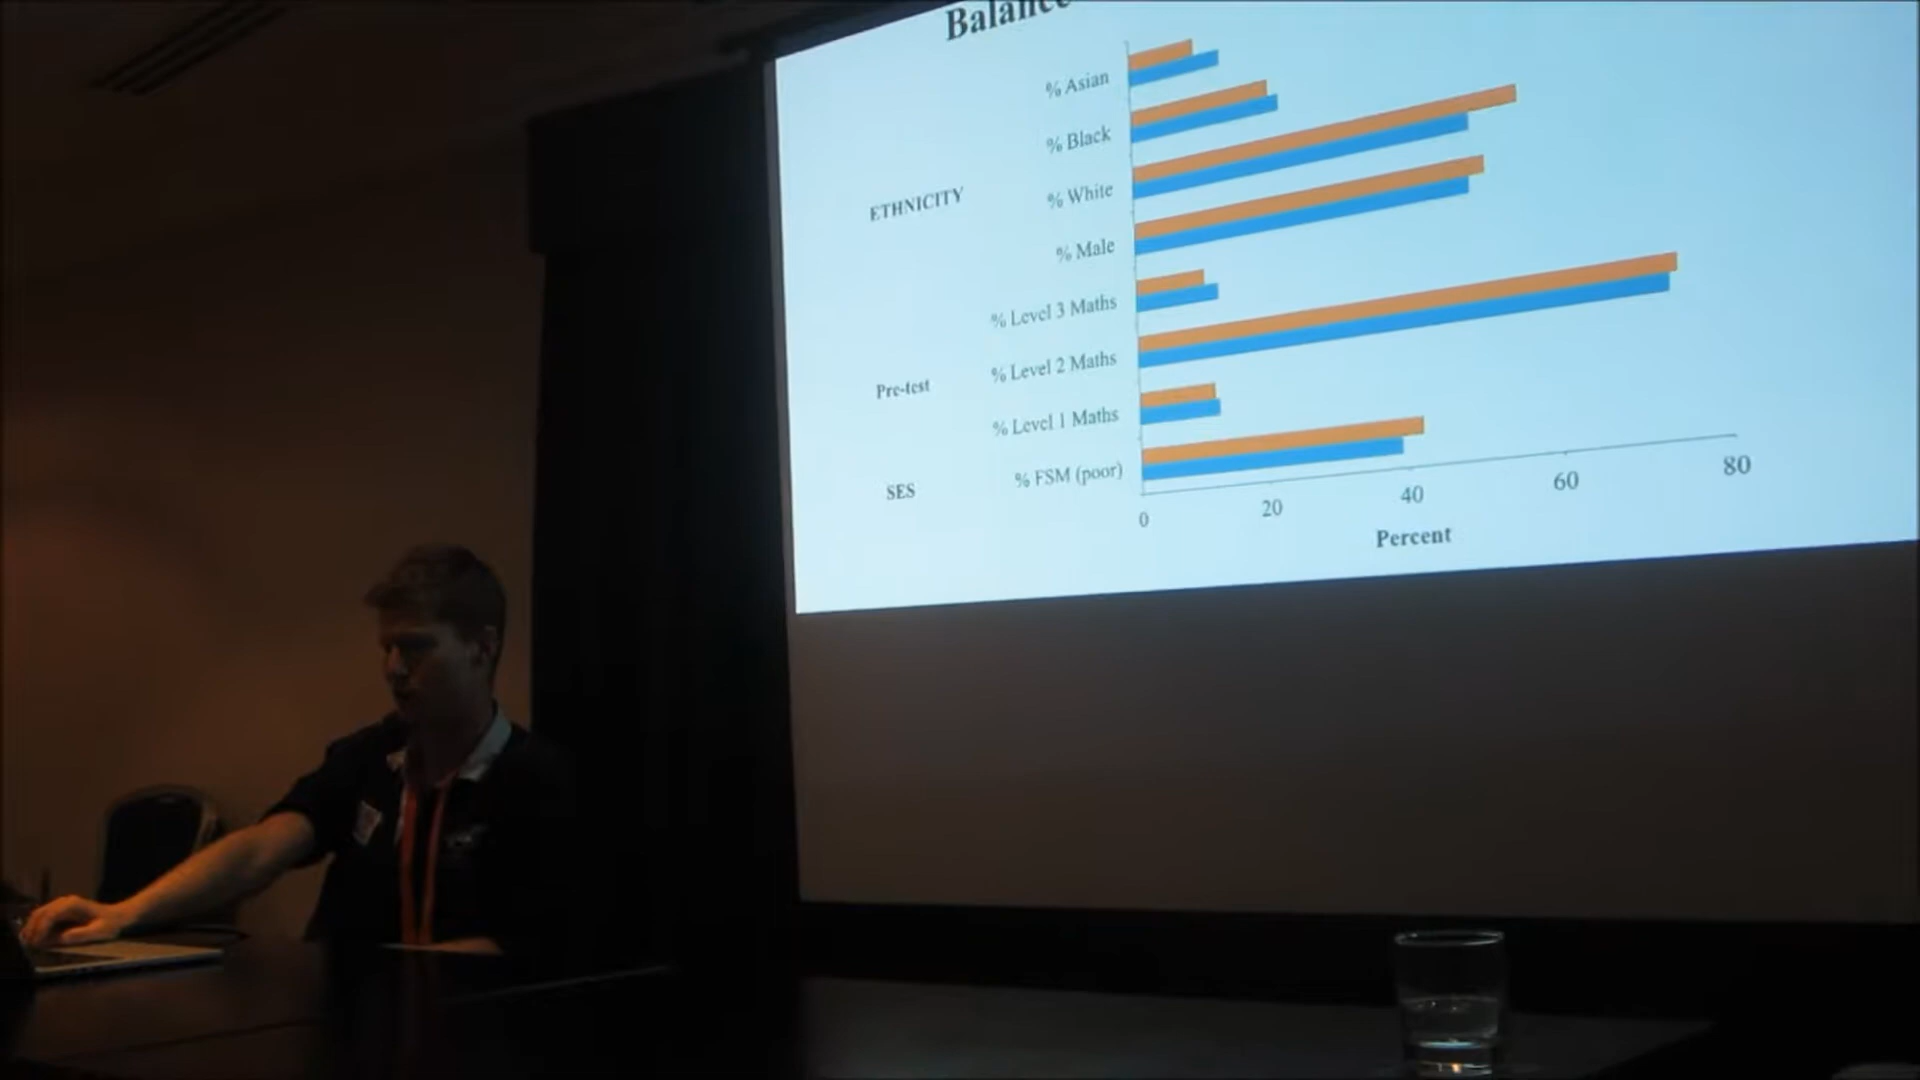 Balance
% Asian
% Black
ETHNICITY
% White
% Male
% Level 3 Maths
Pre-test
% Level 2 Maths
% Level 1 Maths
SES
% FSM (poor)
0
20
40
60
80
Percent